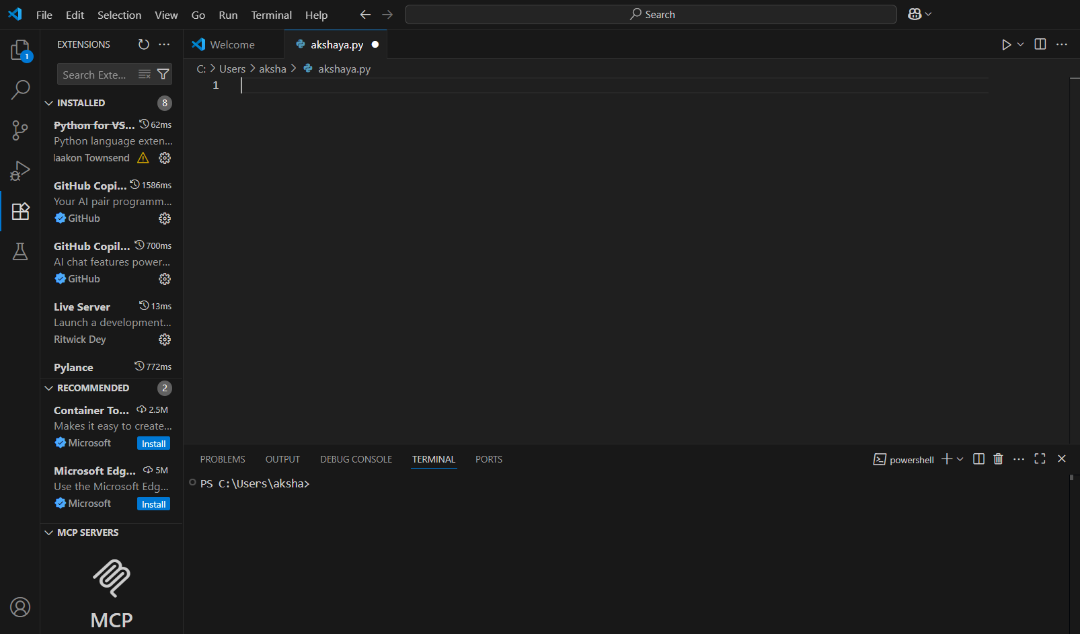 File Edit Selection View Go Run Terminal Help
Search
EXTENSIONS
Search Exte...
INSTALLED 8
Python for VS... 62ms
Python language exten...
laakon Townsend
GitHub Copi... 1586ms
Your AI pair programm...
GitHub
GitHub Copil... 700ms
AI chat features power...
GitHub
Live Server 13ms
Launch a development...
Ritwick Dey
Pylance 772ms
RECOMMENDED 2
Container To... 2.5M
Makes it easy to create...
Microsoft Install
Microsoft Edg... 5M
Use the Microsoft Edg...
Microsoft Install
MCP SERVERS
MCP
1
Welcome akshaya.py
C: > Users > aksha > akshaya.py
1
PROBLEMS OUTPUT DEBUG CONSOLE TERMINAL PORTS
powershell
PS C:\Users\aksha>